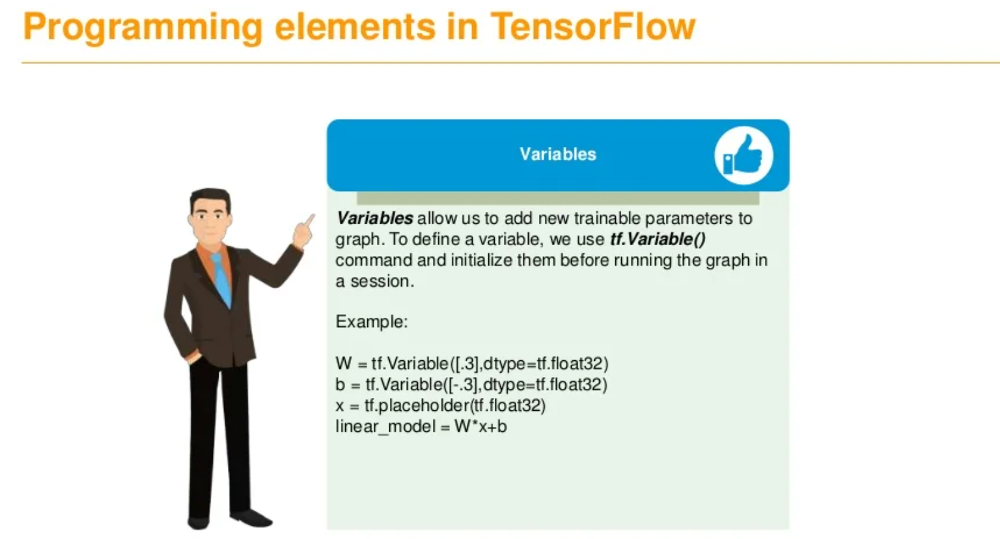 Programming elements in TensorFlow
Variables
Variables allow us to add new trainable parameters to
graph. To define a variable, we use tf.Variable()
command and initialize them before running the graph in
a session.
Example:
W = tf.Variable([.3],dtype=tf.float32)
b = tf.Variable([-.3],dtype=tf.float32)
x = tf.placeholder(tf.float32)
linear_model = W*x+b